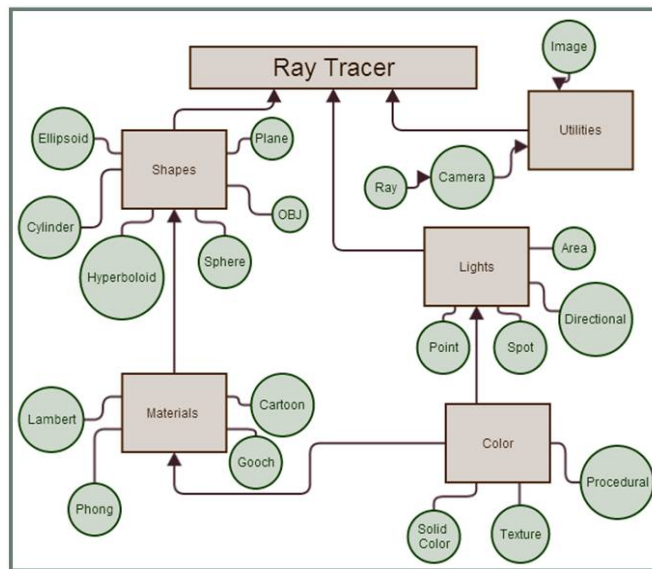 Ray Tracer
Image
Ellipsoid
Plane
Shapes
Utilities
Ray
Camera
Cylinder
OBJ
Hyperboloid
Sphere
Area
Lights
Directional
Point
Spot
Lambert
Materials
Cartoon
Gooch
Phong
Color
Procedural
Solid
Color
Texture